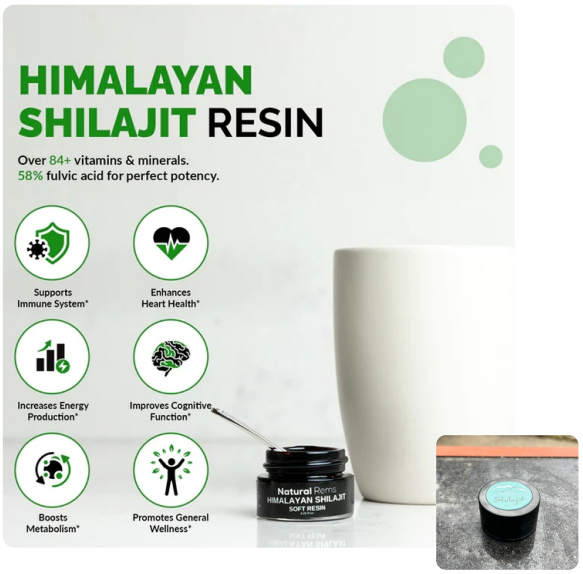 HIMALAYAN
SHILAJIT RESIN
Over 84+ vitamins & minerals.
58% fulvic acid for perfect potency.
Supports
Immune System*
Enhances
Heart Health*
Increases Energy
Production*
Improves Cognitive
Function*
Boosts
Metabolism*
Promotes General
Wellness*
Natural Rems
HIMALAYAN SHILAJIT
SOFT RESIN
Shilajit